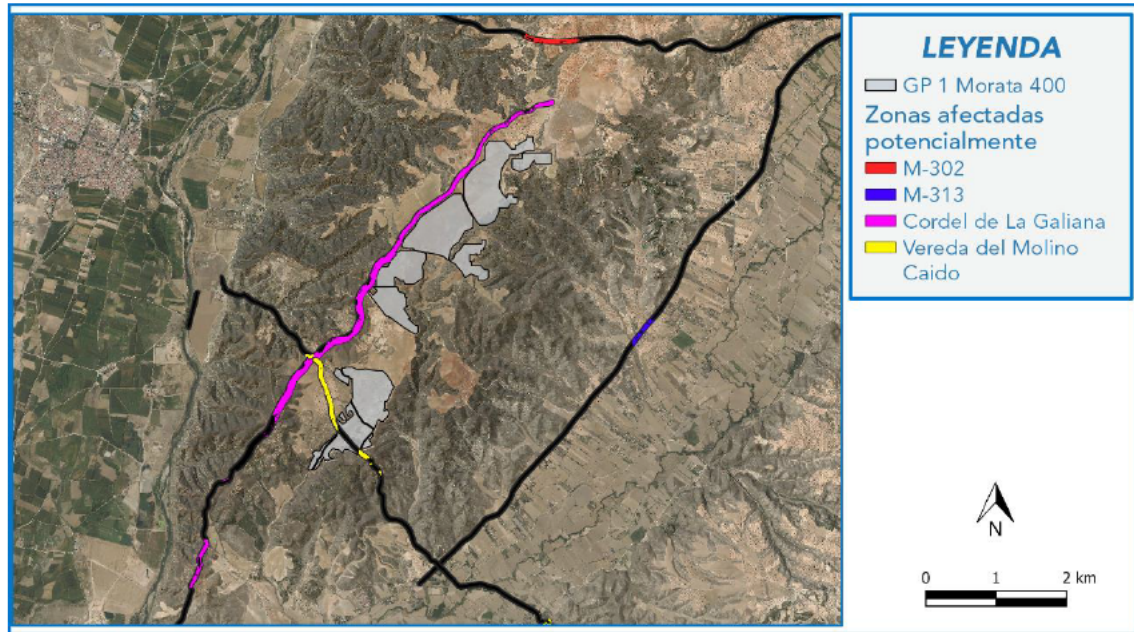 LEYENDA
GP 1 Morata 400
Zonas afectadas
potencialmente
M-302
M-313
Cordel de La Galiana
Vereda del Molino
Caido
N
0 1 2 km